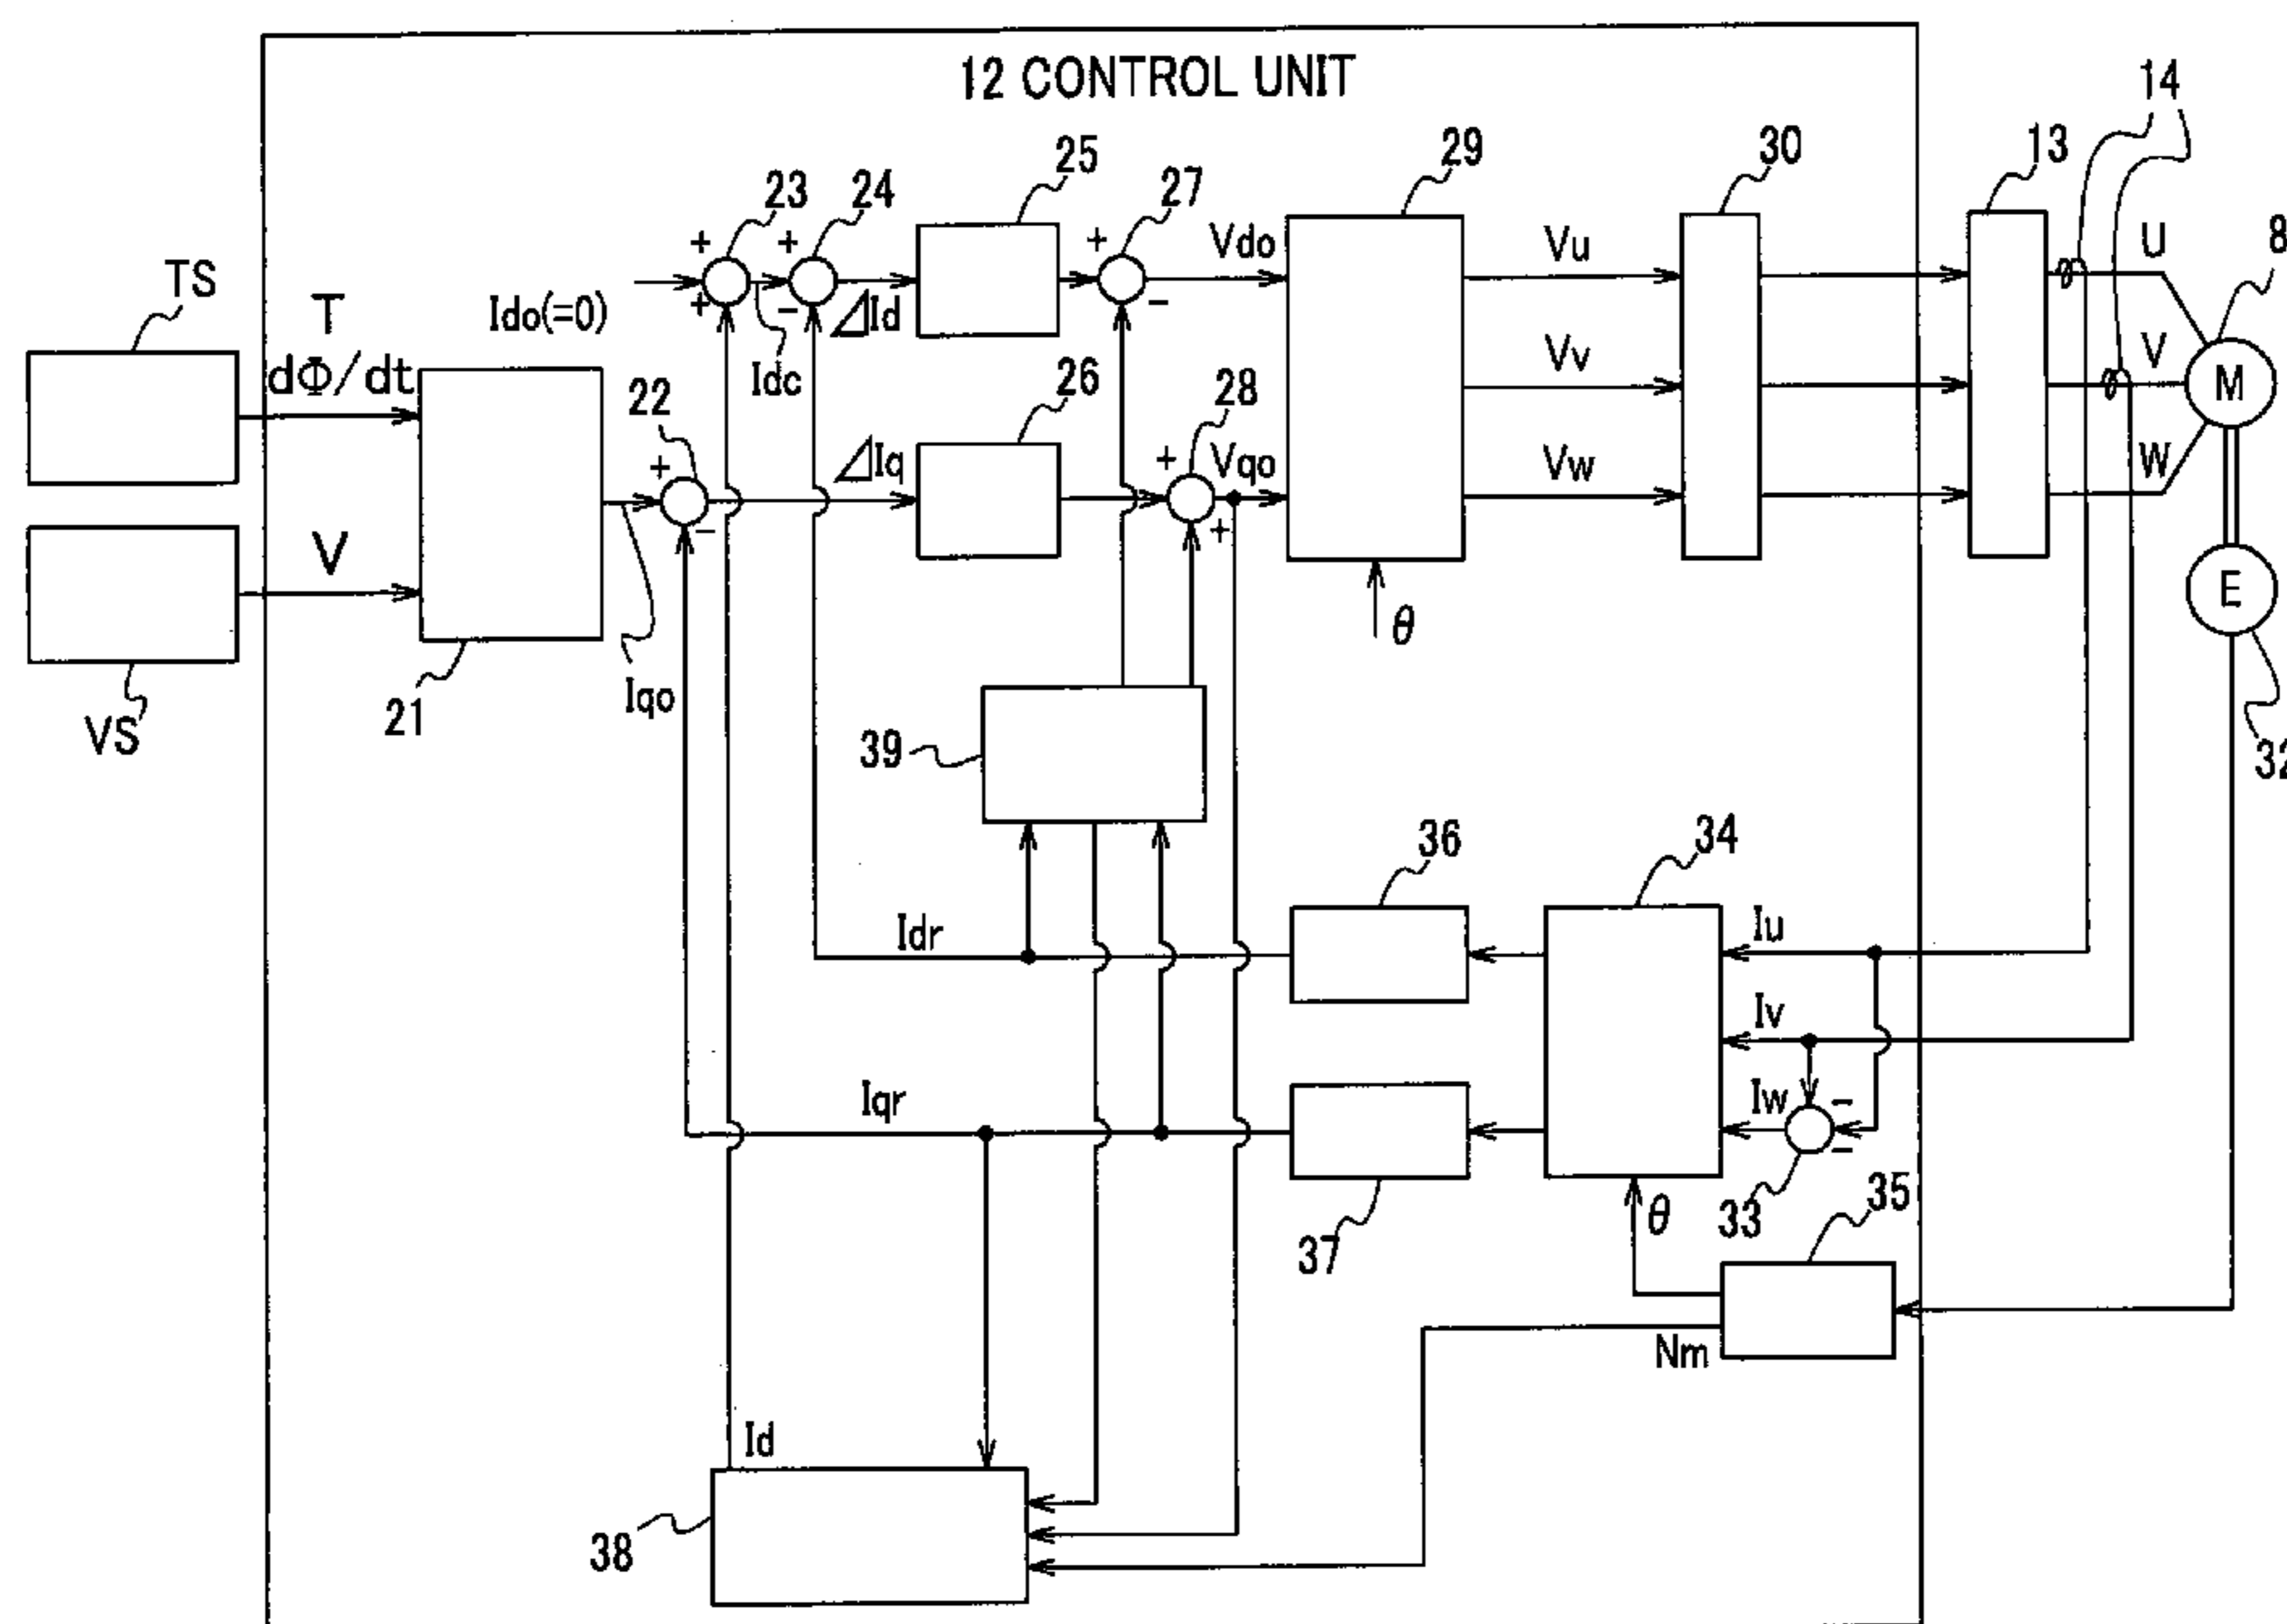 12 CONTROL UNIT
14
13
25
29
30
23
24
27
8
TS
T
dΦ/dt
Ido(=0)
+
+
+
-
ΔId
Idc
+
-
Vdo
Vu
U
22
26
28
Vv
V
M
+
-
ΔIq
+
+
Vqo
Vw
W
V
θ
E
VS
21
Iqo
39
32
36
34
Idr
Iu
Iv
Iqr
Iw
-
-
37
θ
33
35
Nm
Id
38